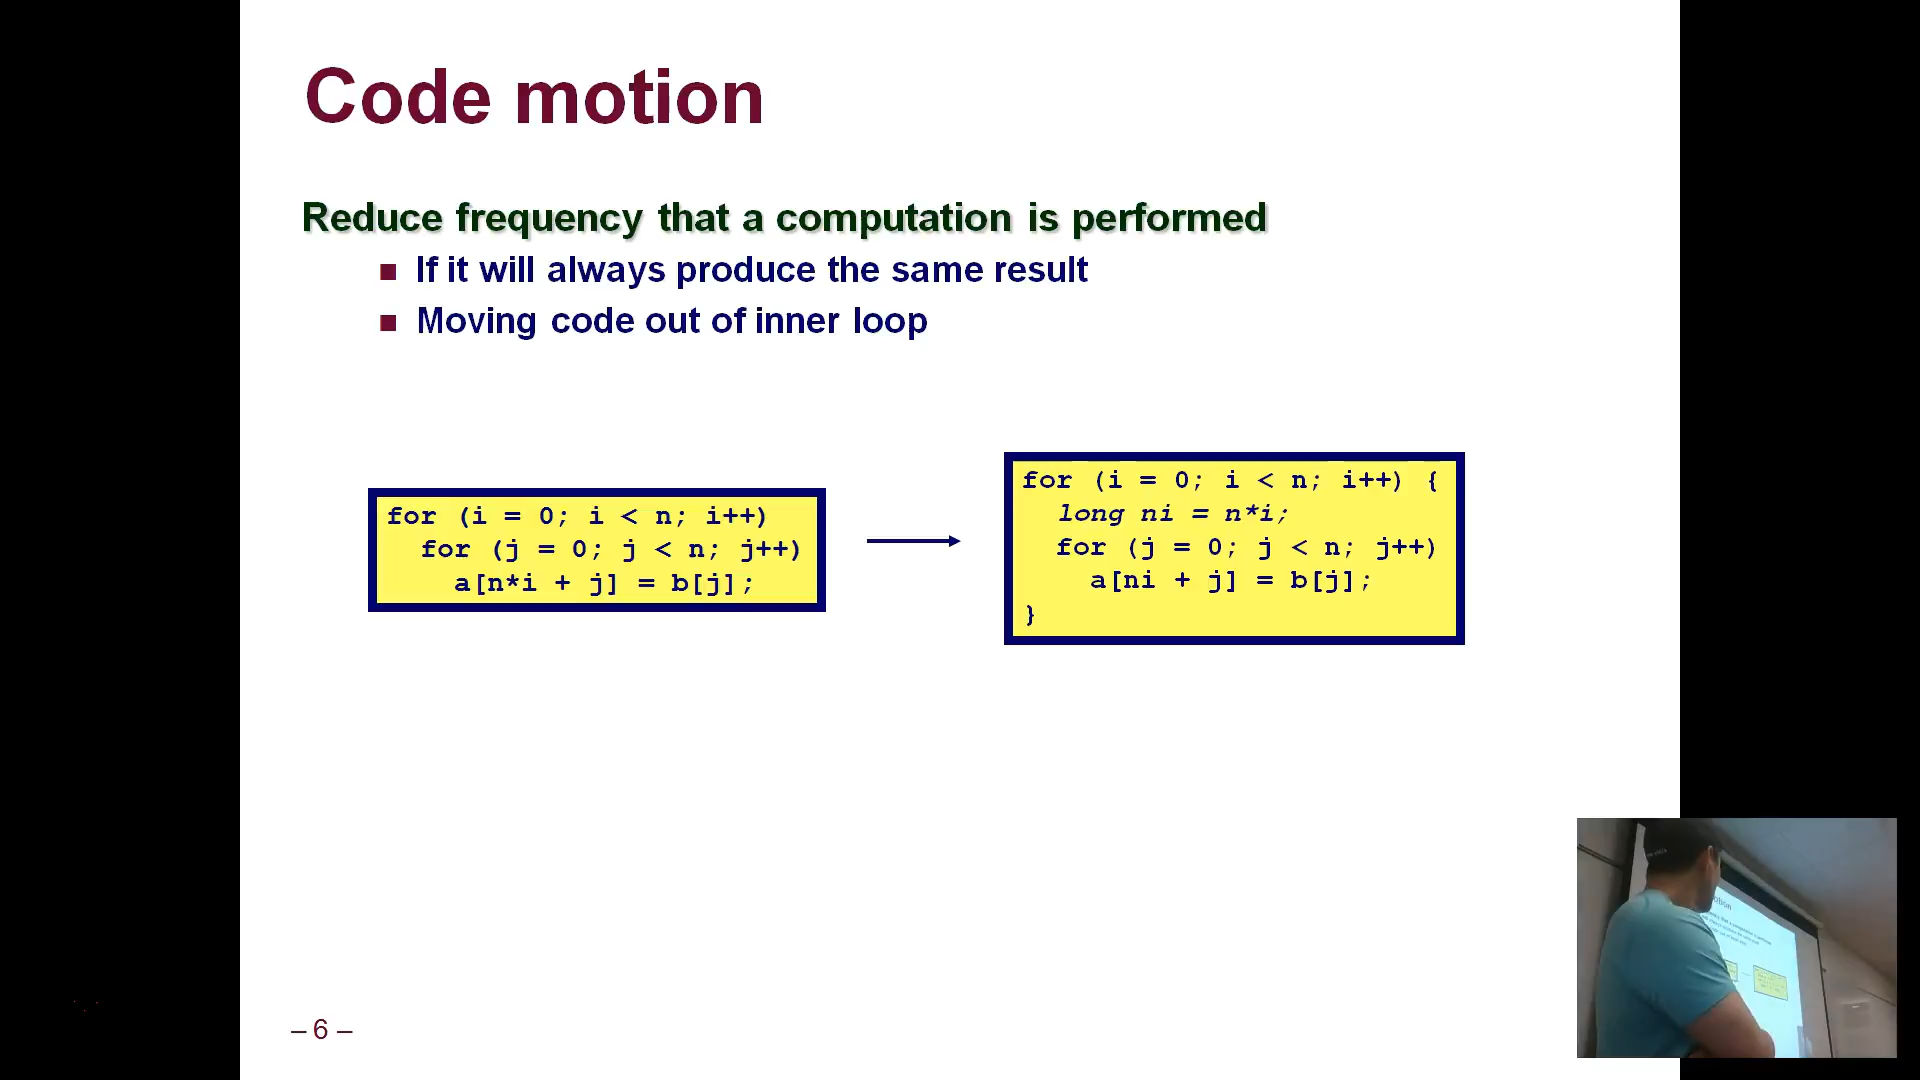 Code motion
Reduce frequency that a computation is performed
If it will always produce the same result
Moving code out of inner loop
for (i = 0; i < n; i++)
for (j = 0; j < n; j++)
a[n*i + j] = b[j];
for (i = 0; i < n; i++) {
long ni = n*i;
for (j = 0; j < n; j++)
a[ni + j] = b[j];
}
– 6 –